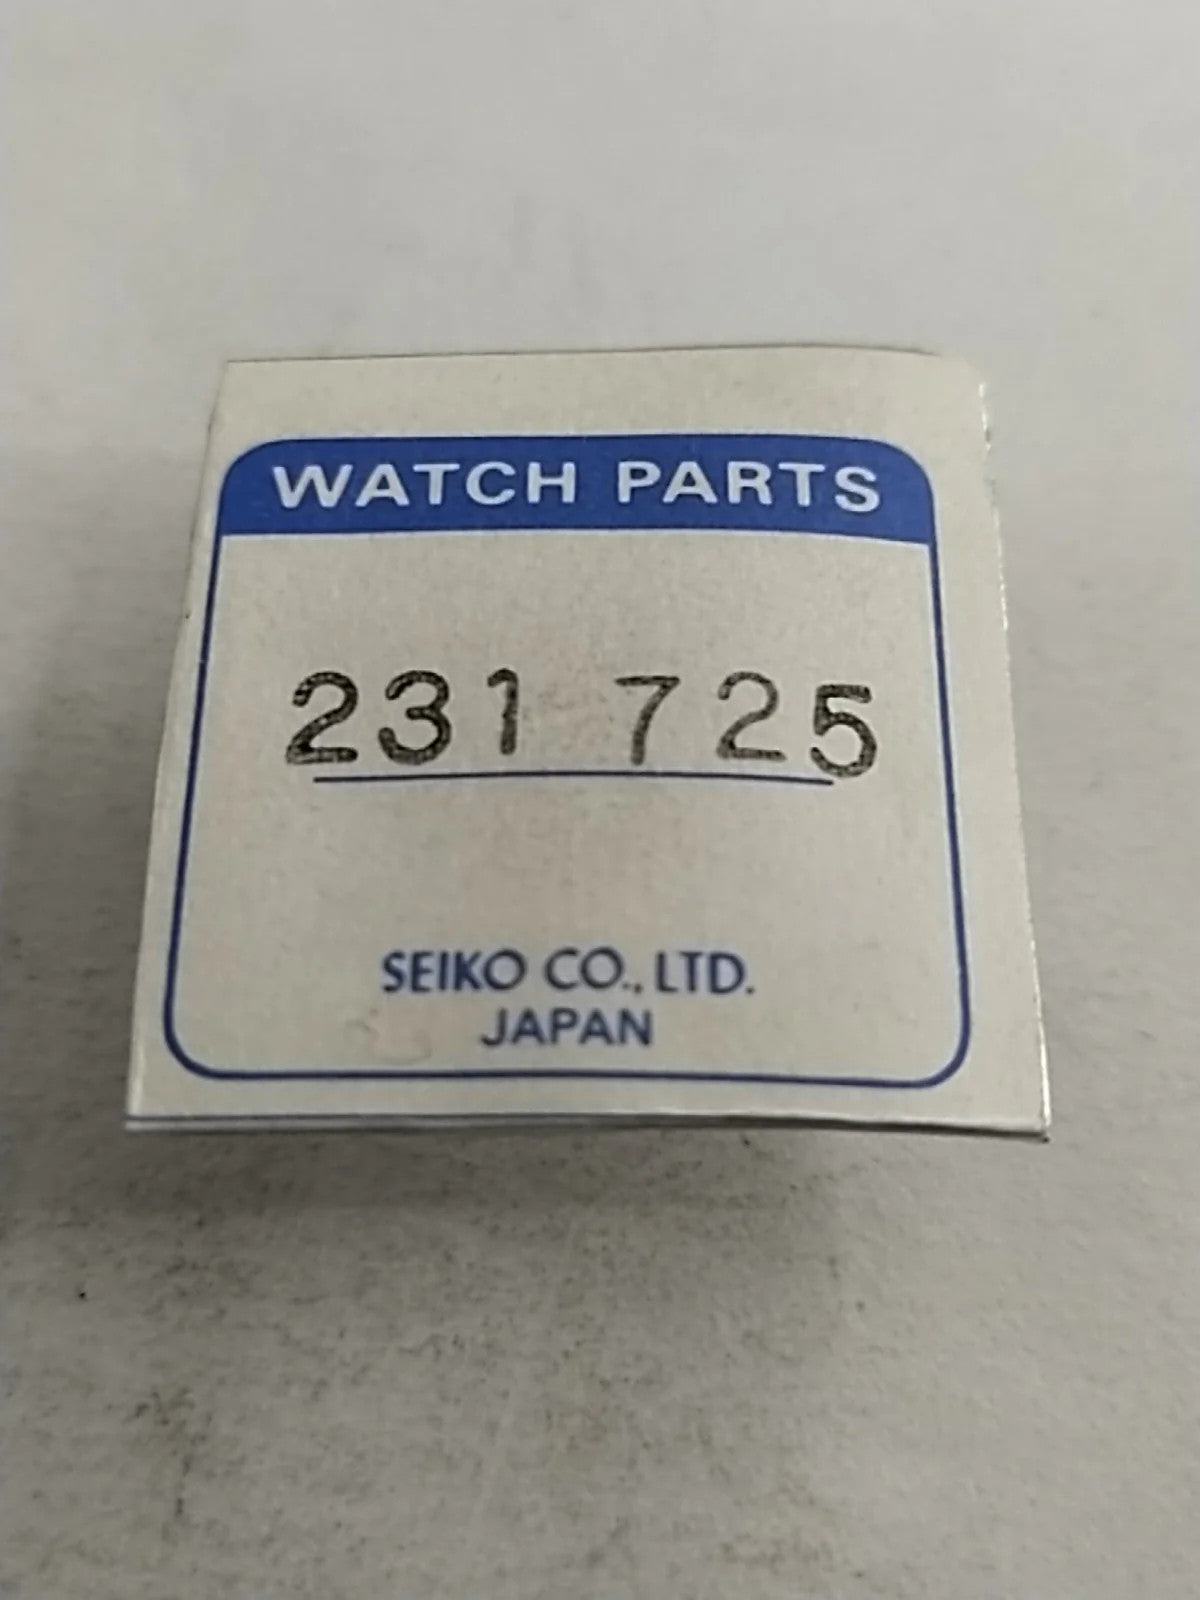 WATCH PARTS
231 725
SEIKO CO., LTD.
JAPAN